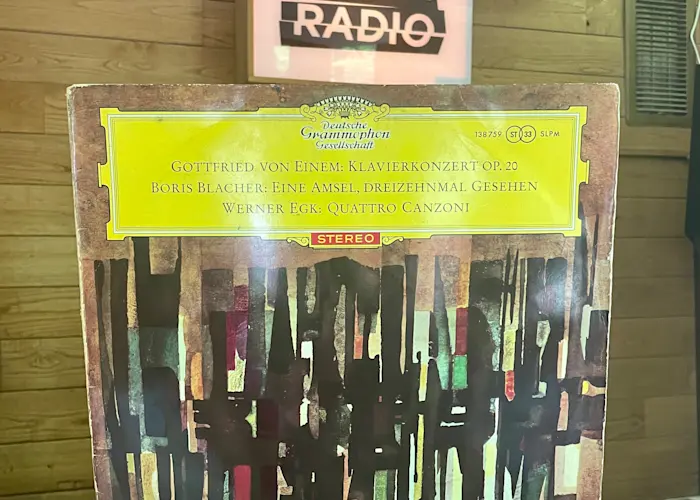 RADIO
Deutsche
Grammophon
Gesellschaft
138 759 ST 33 SLPM
GOTTFRIED VON EINEM: KLAVIERKONZERT OP. 20
BORIS BLACHER: EINE AMSEL, DREIZEHNMAL GESEHEN
WERNER EGK: QUATTRO CANZONI
STEREO